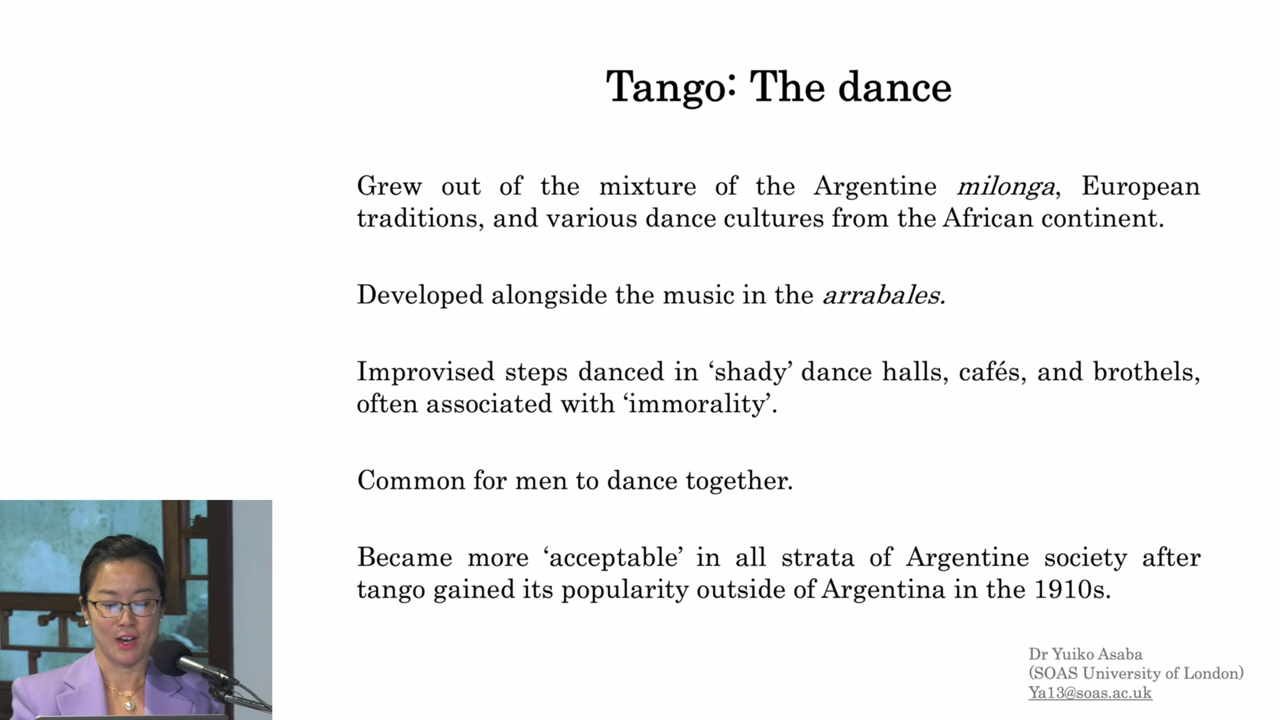 Tango: The dance
Grew out of the mixture of the Argentine milonga, European
traditions, and various dance cultures from the African continent.
Developed alongside the music in the arrabales.
Improvised steps danced in ‘shady’ dance halls, cafés, and brothels,
often associated with ‘immorality’.
Common for men to dance together.
Became more ‘acceptable’ in all strata of Argentine society after
tango gained its popularity outside of Argentina in the 1910s.
Dr Yuiko Asaba
(SOAS University of London)
Ya13@soas.ac.uk